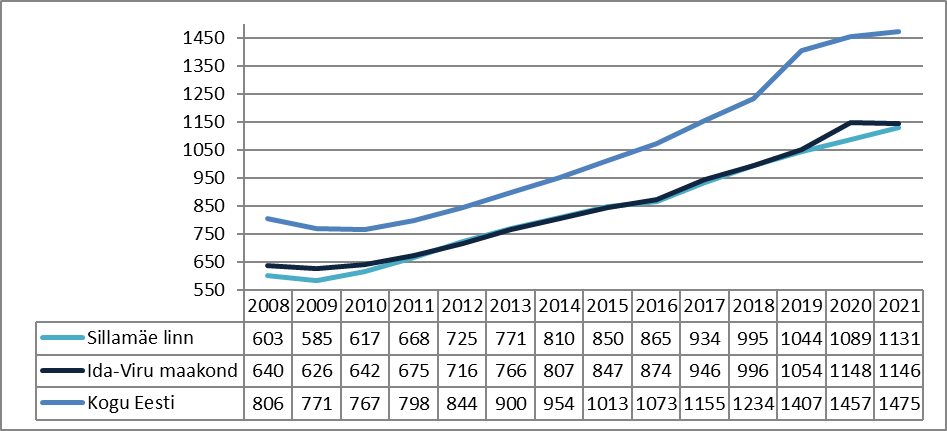 1450
1350
1250
1150
1050
950
850
750
650
550
2008 2009 2010 2011 2012 2013 2014 2015 2016 2017 2018 2019 2020 2021
Sillamäe linn 603 585 617 668 725 771 810 850 865 934 995 1044 1089 1131
Ida-Viru maakond 640 626 642 675 716 766 807 847 874 946 996 1054 1148 1146
Kogu Eesti 806 771 767 798 844 900 954 1013 1073 1155 1234 1407 1457 1475